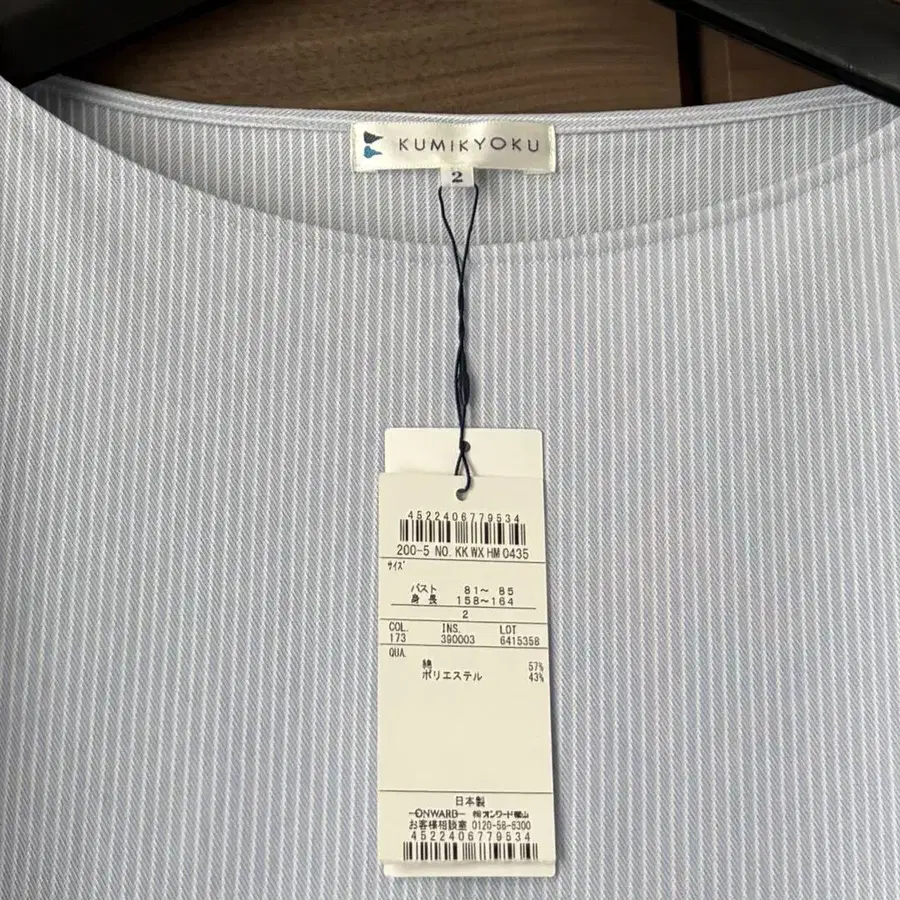 KUMIKYOKU
2
4522406779534
200-5 NO. KK WX HM 0435
サイズ
バスト 81~ 85
身 長 158~164
2
COL. INS. LOT
173 390003 6415358
QUA.
綿 57%
ポリエステル 43%
日本製
ONWARD ㈱オンワード樫山
お客様相談室 0120-58-6300
4522406779534